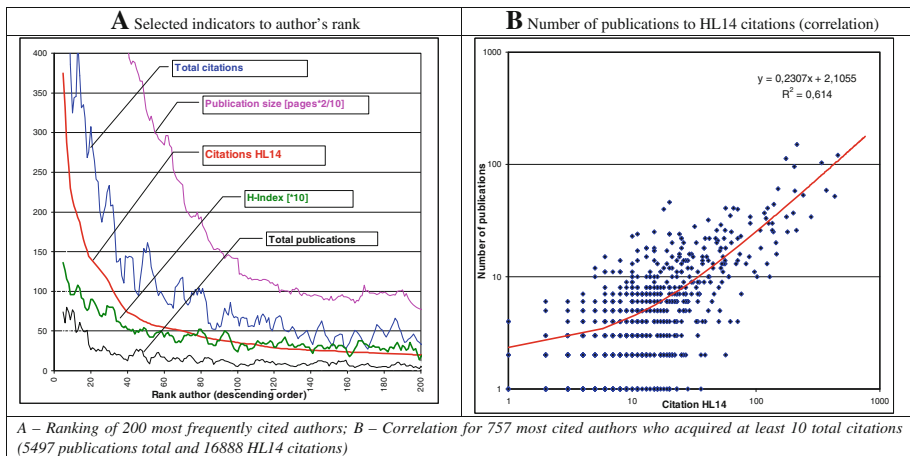 A Selected indicators to author's rank
400
350
300
250
200
150
100
50
0
Total citations
Publication size [pages*2/10]
Citations HL14
H-Index [*10]
Total publications
0
20
40
60
80
100
120
140
160
180
200
Rank author (descending order)
B Number of publications to HL14 citations (correlation)
1000
100
10
1
Number of publications
y = 0,2307x + 2,1055
R² = 0,614
1
10
100
1000
Citation HL14
A – Ranking of 200 most frequently cited authors; B – Correlation for 757 most cited authors who acquired at least 10 total citations
(5497 publications total and 16888 HL14 citations)